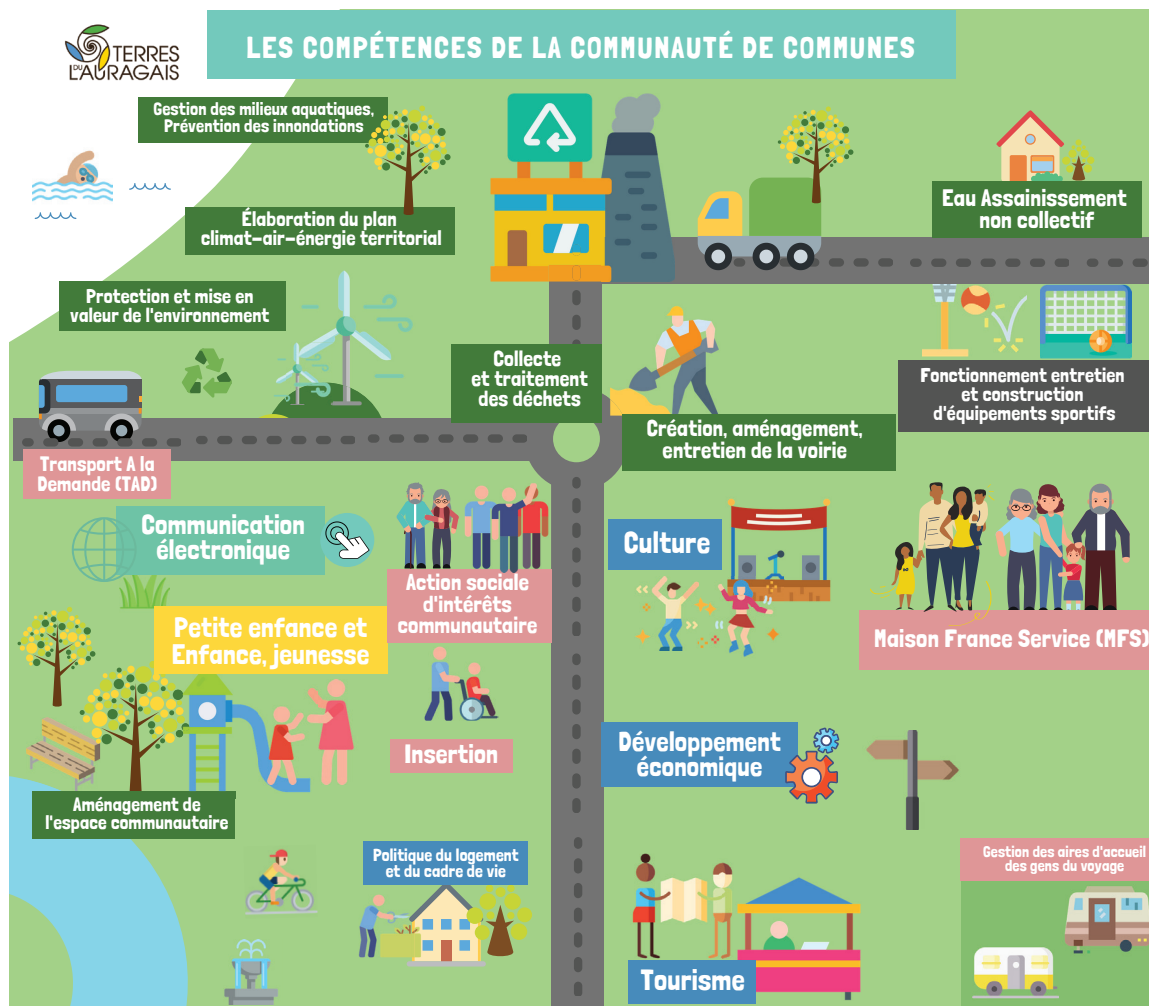 TERRES
DU
L'AURAGAIS
LES COMPÉTENCES DE LA COMMUNAUTÉ DE COMMUNES
Gestion des milieux aquatiques,
Prévention des innondations
Élaboration du plan
climat-air-énergie territorial
Eau Assainissement
non collectif
Protection et mise en
valeur de l'environnement
Collecte
et traitement
des déchets
Fonctionnement entretien
et construction
d'équipements sportifs
Création, aménagement,
entretien de la voirie
Transport A la
Demande (TAD)
Communication
électronique
Culture
Action sociale
d'intérêts
communautaire
Petite enfance et
Enfance, jeunesse
Maison France Service (MFS)
Insertion
Développement
économique
Aménagement de
l'espace communautaire
Politique du logement
et du cadre de vie
Gestion des aires d'accueil
des gens du voyage
Tourisme